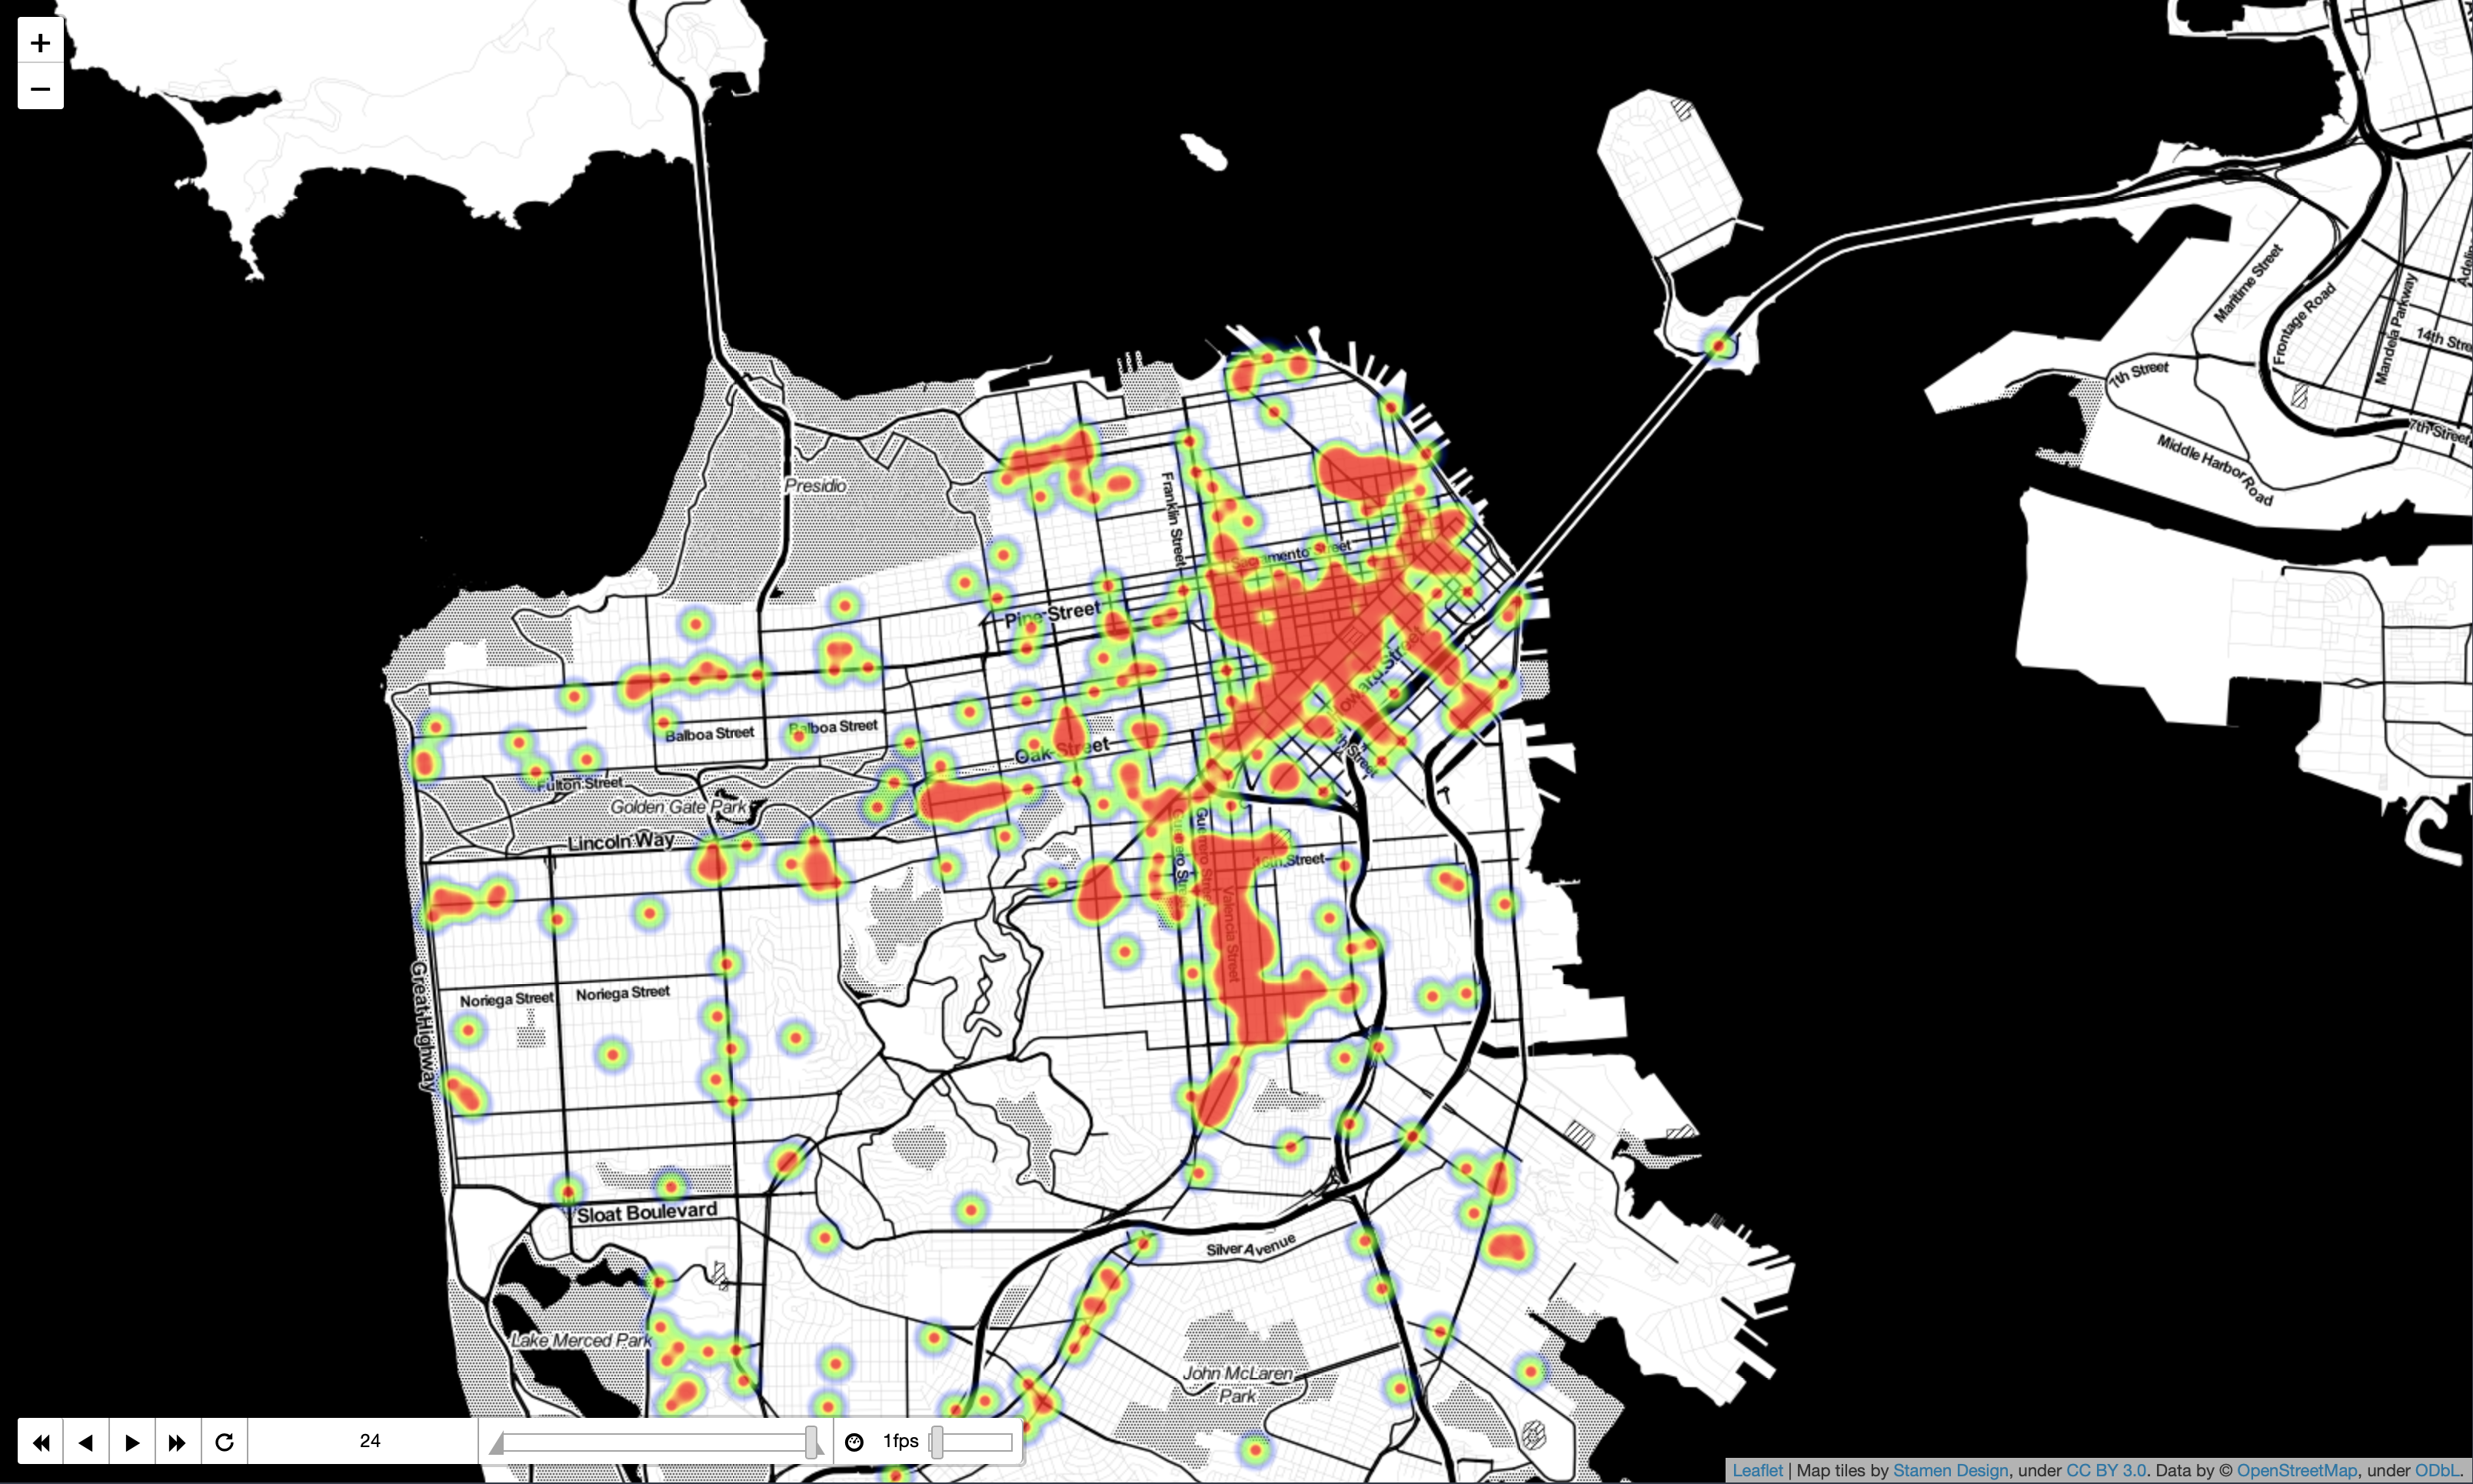 +
−
Maritime Street
Frontage Road
Mandela Parkway
14th Stre
7th Street
7th Street
Middle Harbor Road
Presidio
Franklin Street
Sacramento Street
Pine Street
Howard Street
7th Street
Balboa Street
Balboa Street
Oak Street
Fulton Street
Golden Gate Park
Lincoln Way
Guerrero Street
16th Street
Valencia Street
Great Highway
Noriega Street
Noriega Street
Sloat Boulevard
Silver Avenue
Lake Merced Park
John McLaren
Park
24
1fps
Leaflet | Map tiles by Stamen Design, under CC BY 3.0. Data by © OpenStreetMap, under ODbL.